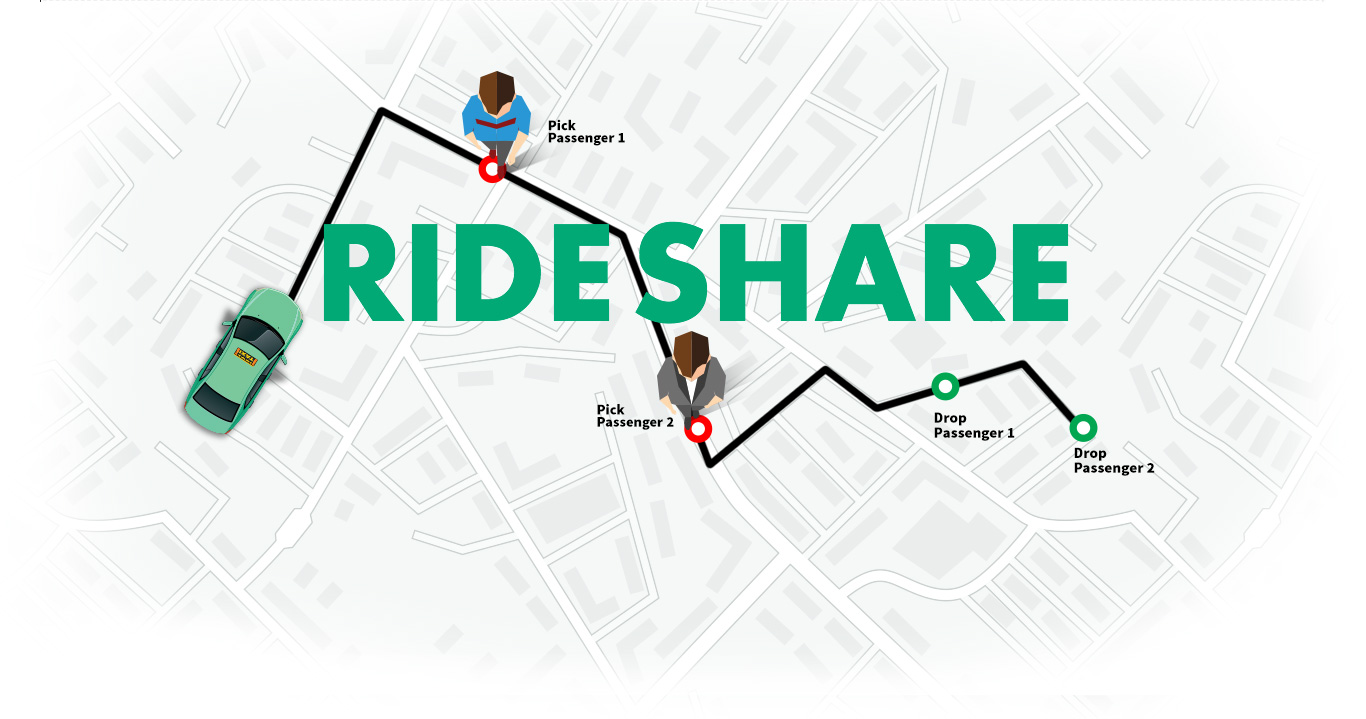 Pick
Passenger 1
RIDESHARE
Pick
Passenger 2
Drop
Passenger 1
Drop
Passenger 2